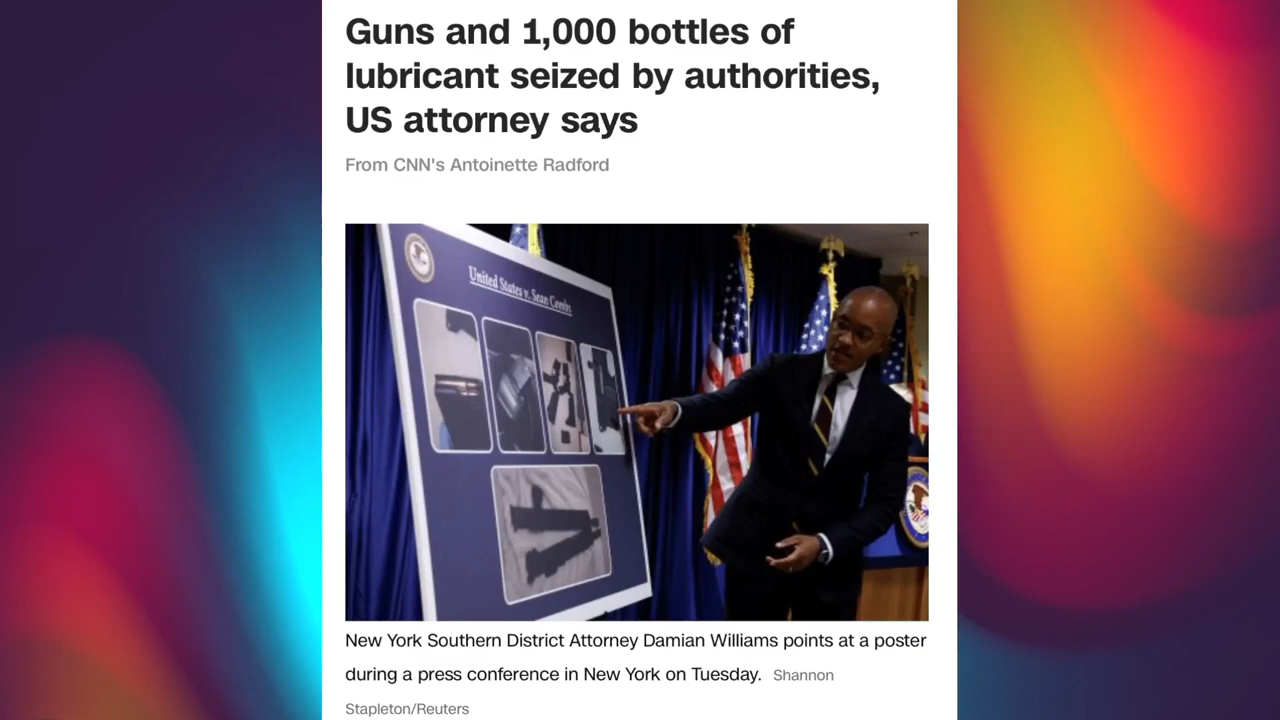 Guns and 1,000 bottles of
lubricant seized by authorities,
US attorney says
From CNN's Antoinette Radford
United States v. Sean Combs
New York Southern District Attorney Damian Williams points at a poster
during a press conference in New York on Tuesday. Shannon
Stapleton/Reuters